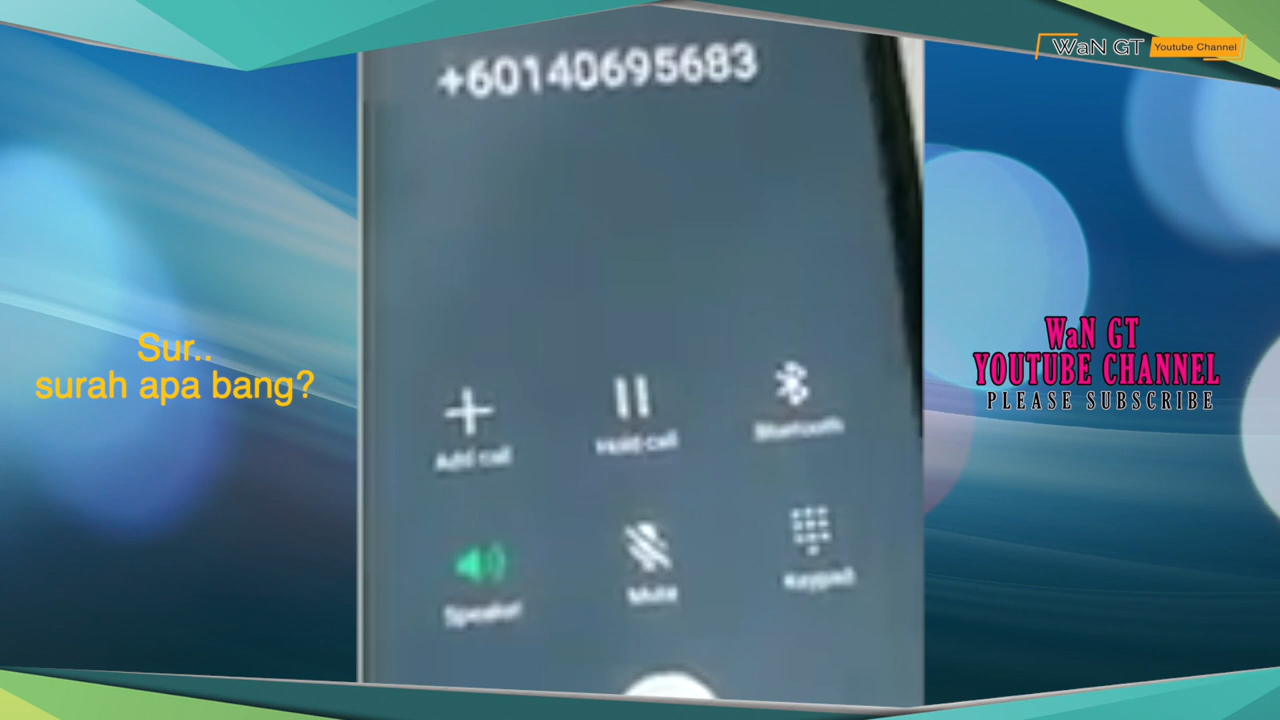 +60140695683
WaN GT
Youtube Channel
Sur..
surah apa bang?
WaN GT
YOUTUBE CHANNEL
PLEASE SUBSCRIBE
Add call
Hold call
Bluetooth
Speaker
Mute
Keypad